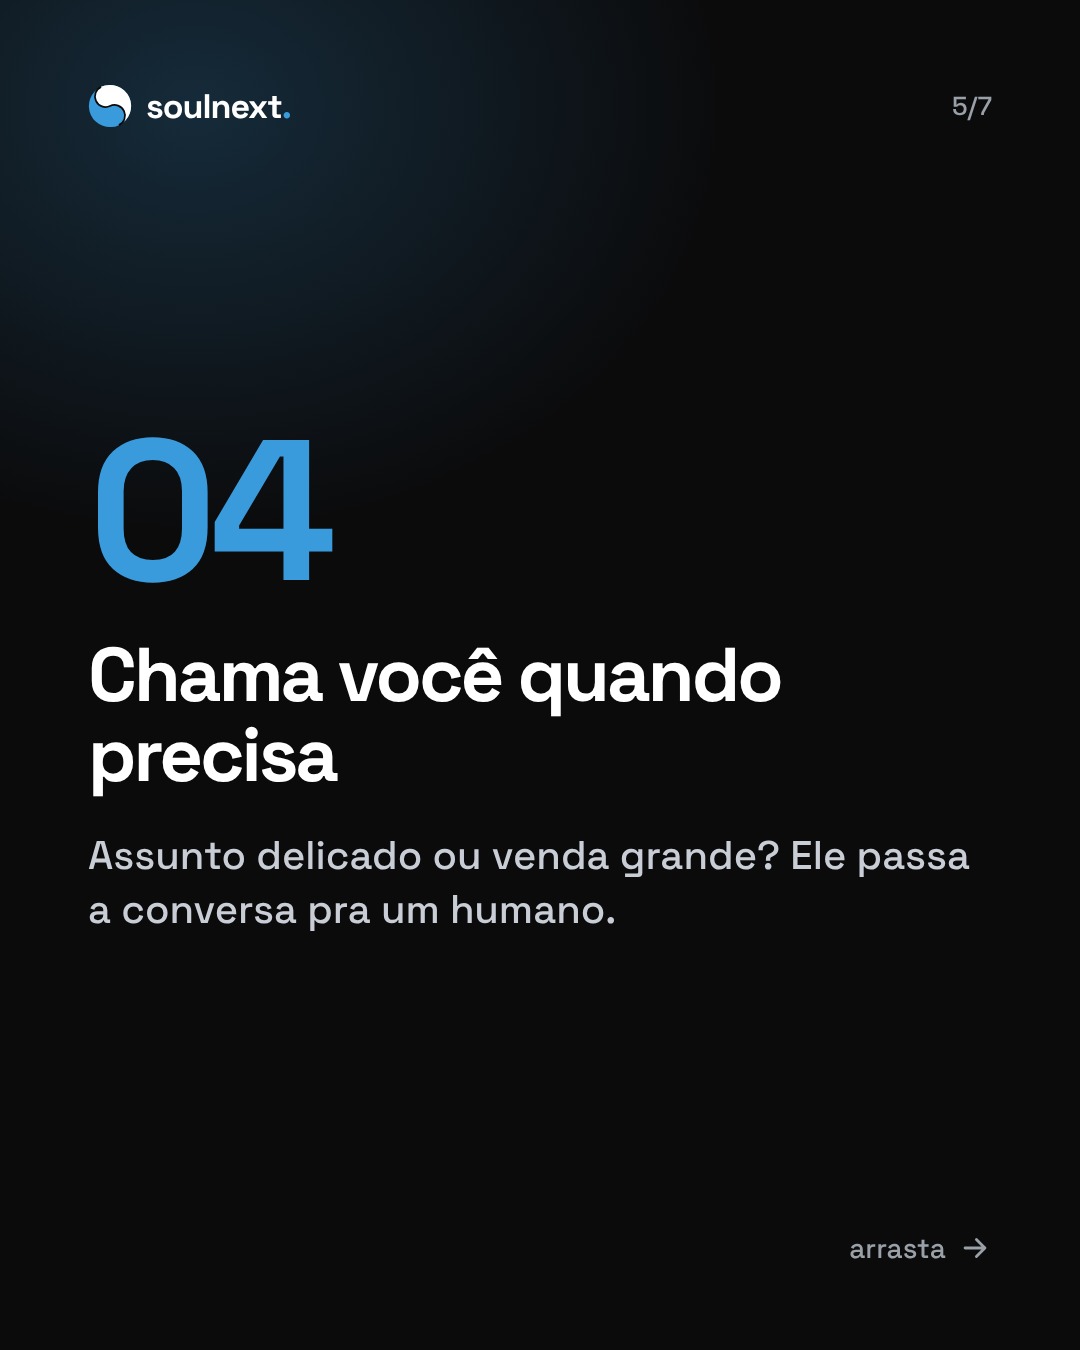 soulnext.
5/7
04
Chama você quando
precisa
Assunto delicado ou venda grande? Ele passa
a conversa pra um humano.
arrasta →